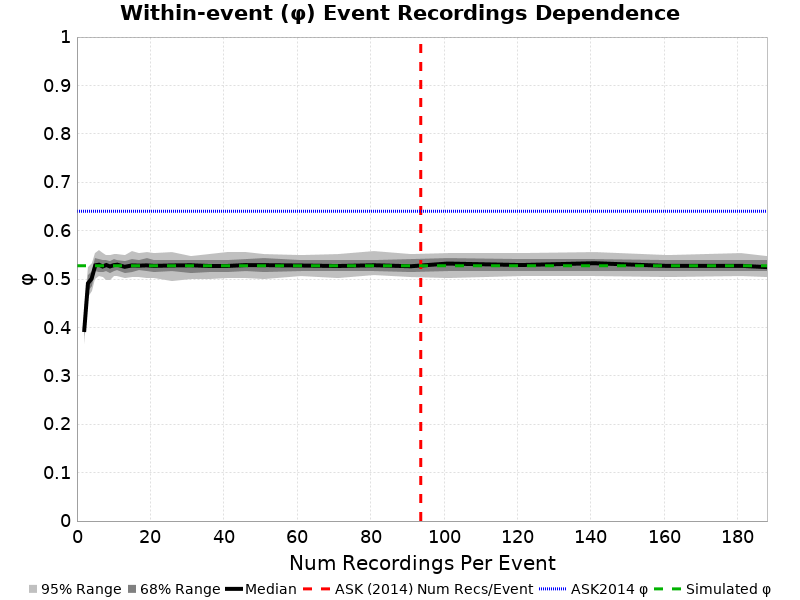 Within-event (φ) Event Recordings Dependence
1
0.9
0.8
0.7
0.6
0.5
0.4
0.3
0.2
0.1
0
φ
0 20 40 60 80 100 120 140 160 180
Num Recordings Per Event
95% Range 68% Range Median ASK (2014) Num Recs/Event ASK2014 φ Simulated φ